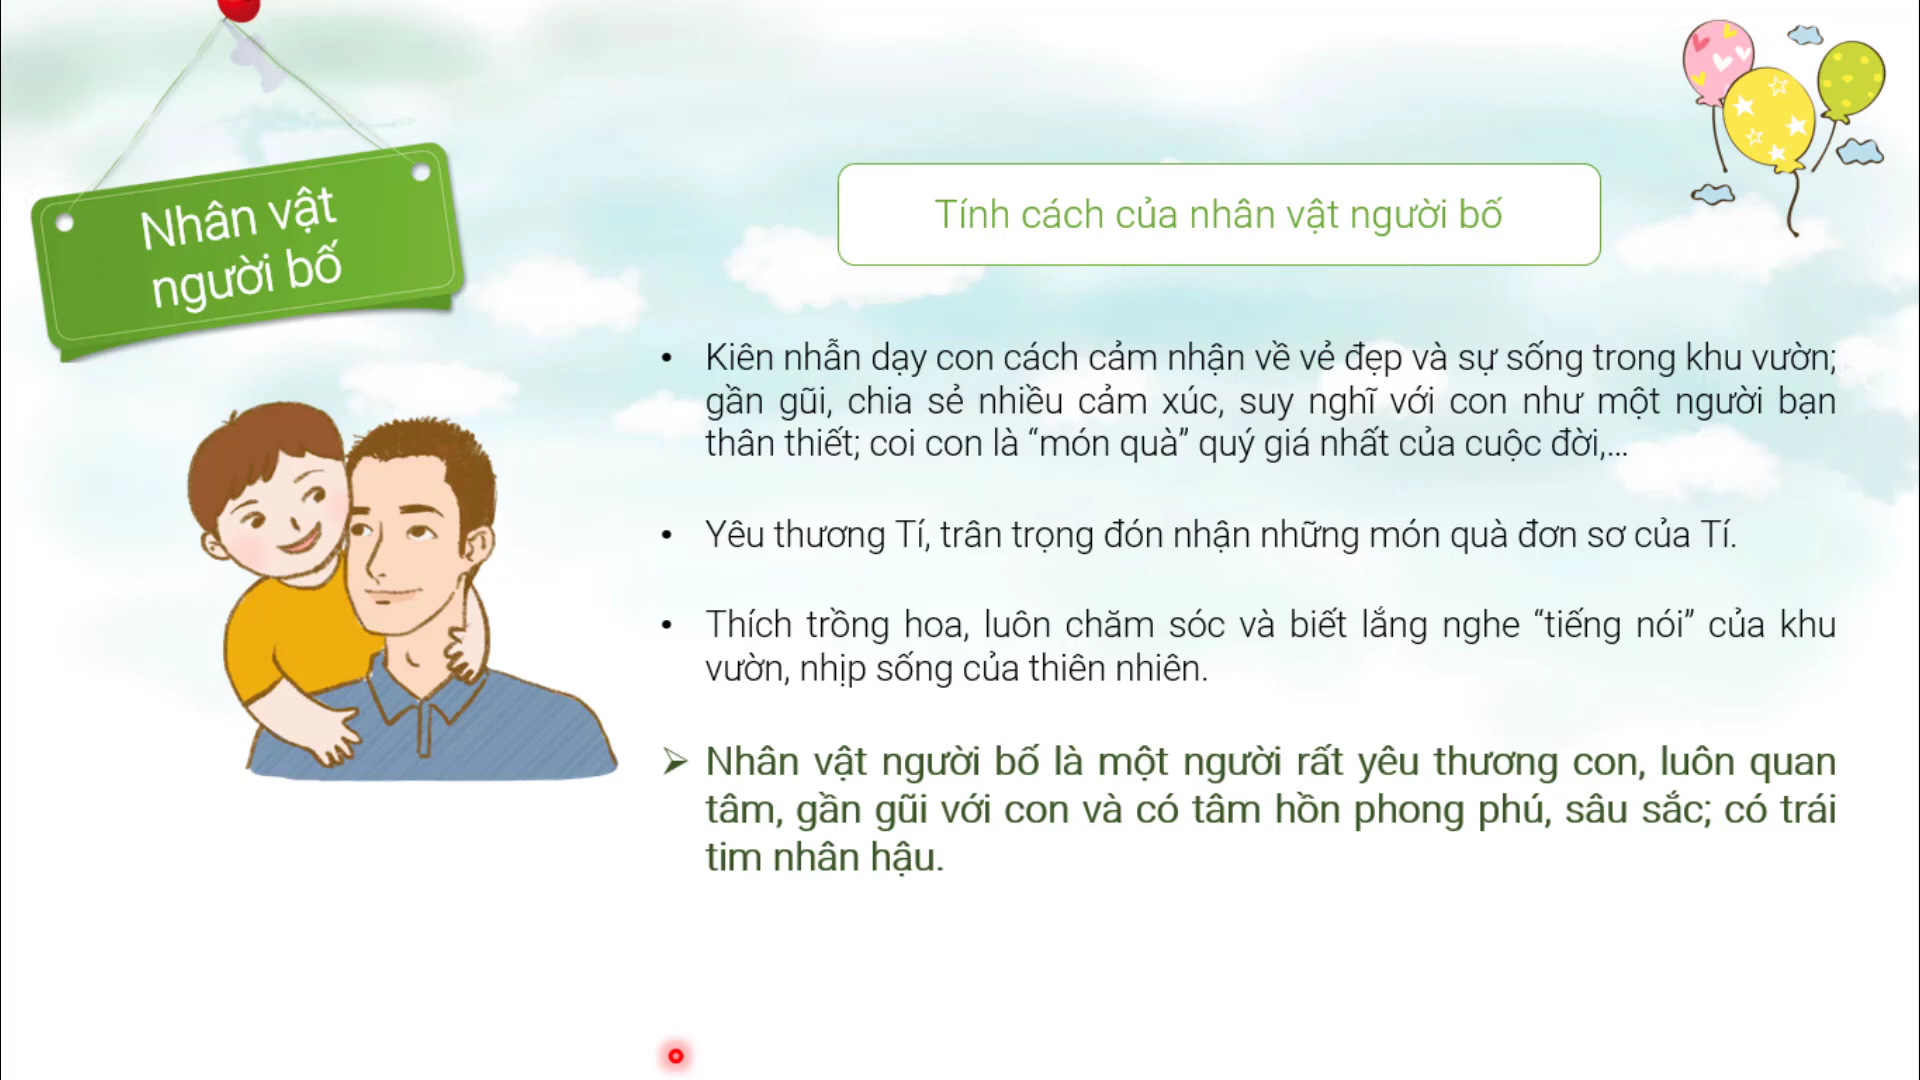 Nhân vật
người bố
Tính cách của nhân vật người bố
• Kiên nhẫn dạy con cách cảm nhận về vẻ đẹp và sự sống trong khu vườn;
gần gũi, chia sẻ nhiều cảm xúc, suy nghĩ với con như một người bạn
thân thiết; coi con là “món quà” quý giá nhất của cuộc đời,...
• Yêu thương Tí, trân trọng đón nhận những món quà đơn sơ của Tí.
• Thích trồng hoa, luôn chăm sóc và biết lắng nghe “tiếng nói” của khu
vườn, nhịp sống của thiên nhiên.
➢ Nhân vật người bố là một người rất yêu thương con, luôn quan
tâm, gần gũi với con và có tâm hồn phong phú, sâu sắc; có trái
tim nhân hậu.